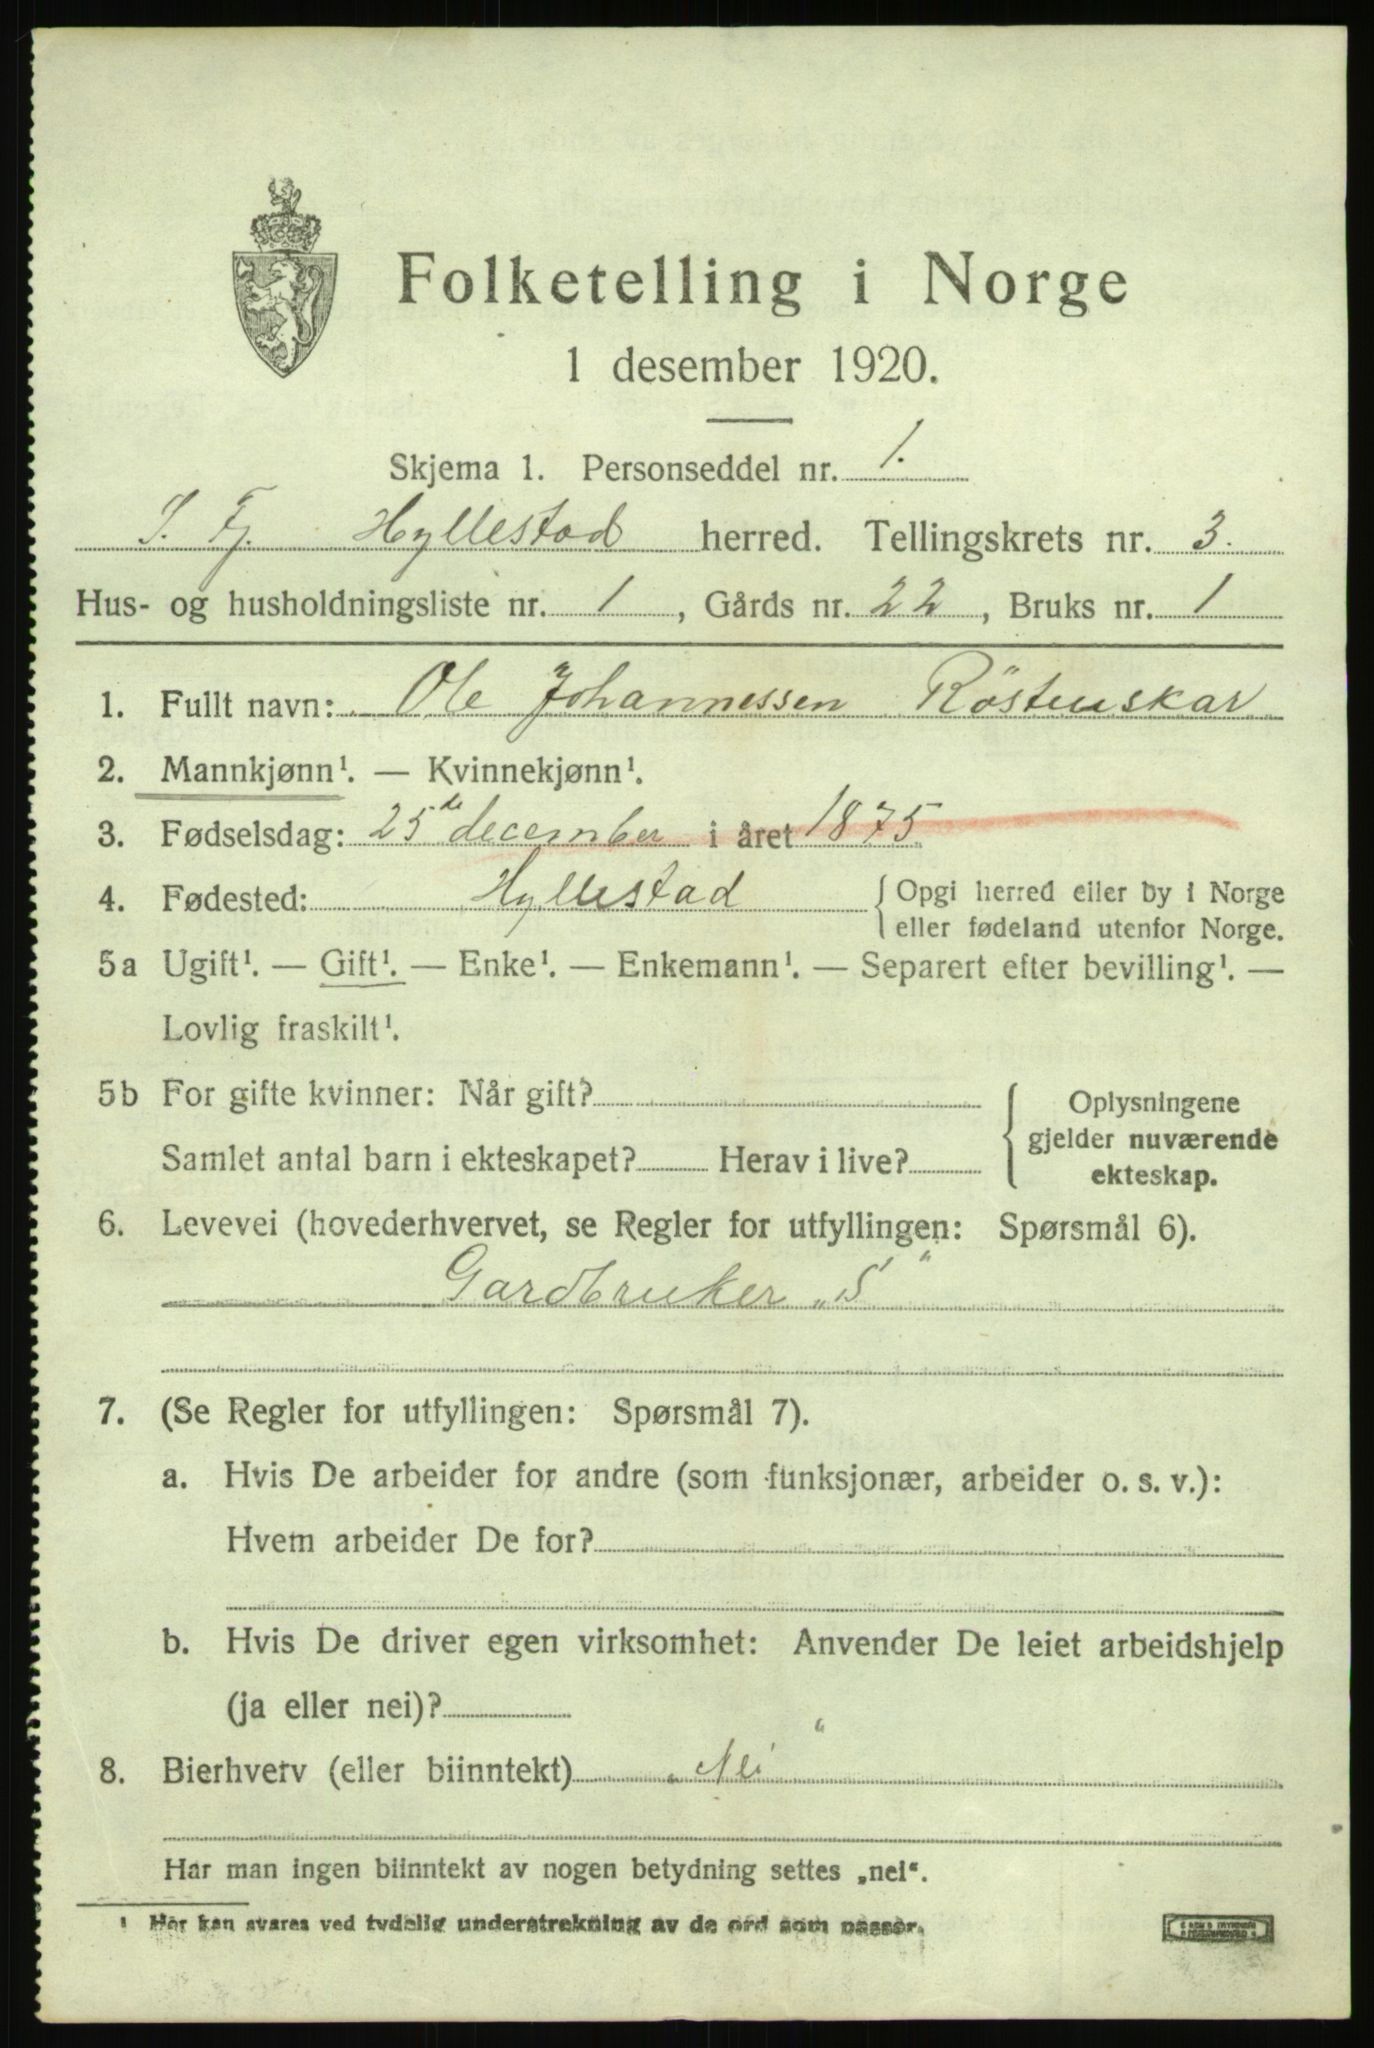 Folketelling i Norge
1 desember 1920.
Skjema 1. Personseddel nr. 1.
S. Fj. Hyllestad herred. Tellingskrets nr. 3.
Hus- og husholdningsliste nr. 1, Gårds nr. 22, Bruks nr. 1
1. Fullt navn: Ole Johannessen Röstenskar
2. Mannkjønn¹. — Kvinnekjønn¹.
3. Fødselsdag: 25de december i året 1875.
4. Fødested: Hyllestad { Opgi herred eller by i Norge
eller fødeland utenfor Norge.
5a Ugift¹. — Gift¹. — Enke¹. — Enkemann¹. — Separert efter bevilling¹. —
Lovlig fraskilt¹.
5b For gifte kvinner: Når gift?
Samlet antal barn i ekteskapet? Herav i live?
{ Oplysningene
gjelder nuværende
ekteskap.
6. Levevei (hovederhvervet, se Regler for utfyllingen: Spørsmål 6).
Gardbruker „S“
7. (Se Regler for utfyllingen: Spørsmål 7).
a. Hvis De arbeider for andre (som funksjonær, arbeider o. s. v.):
Hvem arbeider De for?
b. Hvis De driver egen virksomhet: Anvender De leiet arbeidshjelp
(ja eller nei)?
8. Bierhverv (eller biinntekt) „Nei“
Har man ingen biinntekt av nogen betydning settes „nei“.
¹ Her kan svares ved tydelig understrekning av de ord som passer.